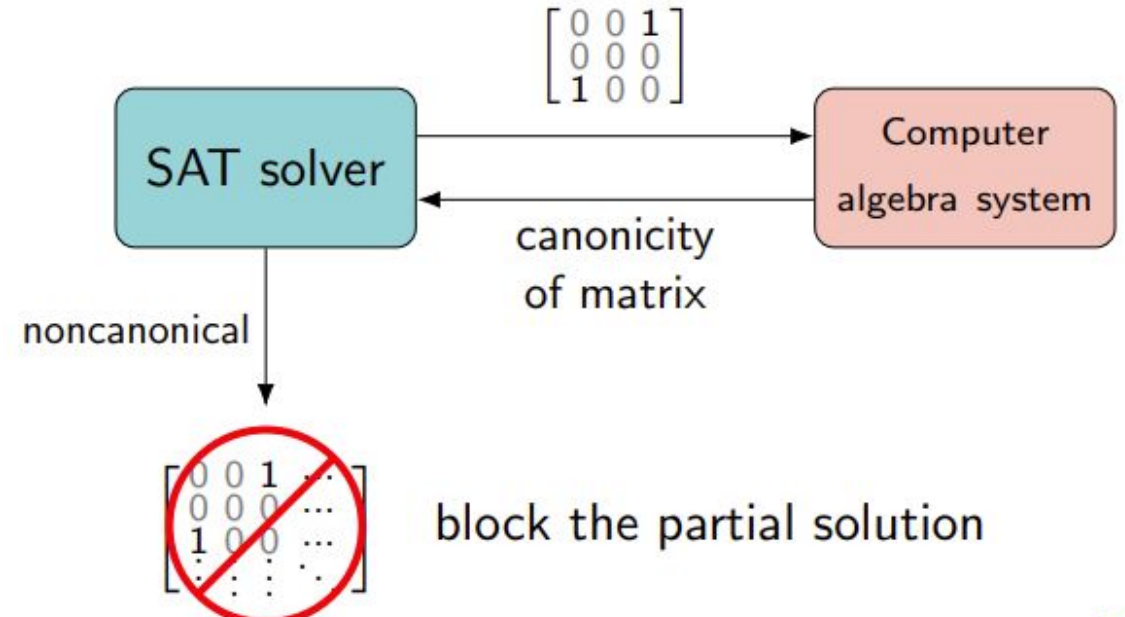 0 0 1
0 0 0
1 0 0
SAT solver
Computer
algebra system
canonicity
of matrix
noncanonical
0 0 1 ...
0 0 0 ...
1 0 0 ...
⋮ ⋮ ⋮ ⋱
block the partial solution